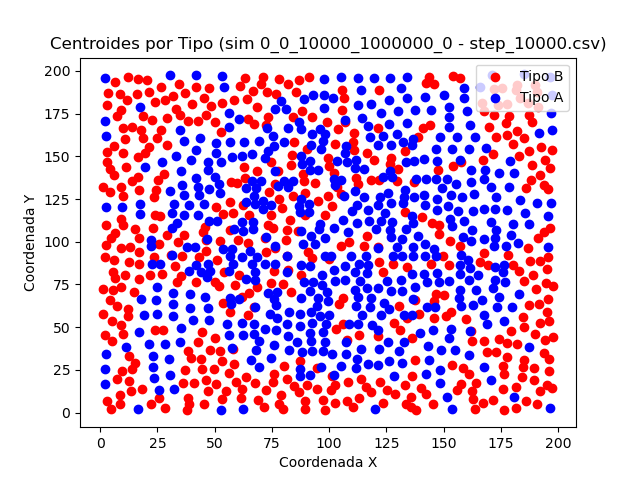 Centroides por Tipo (sim 0_0_10000_1000000_0 - step_10000.csv)
Tipo B
Tipo A
Coordenada Y
200
175
150
125
100
75
50
25
0
0 25 50 75 100 125 150 175 200
Coordenada X